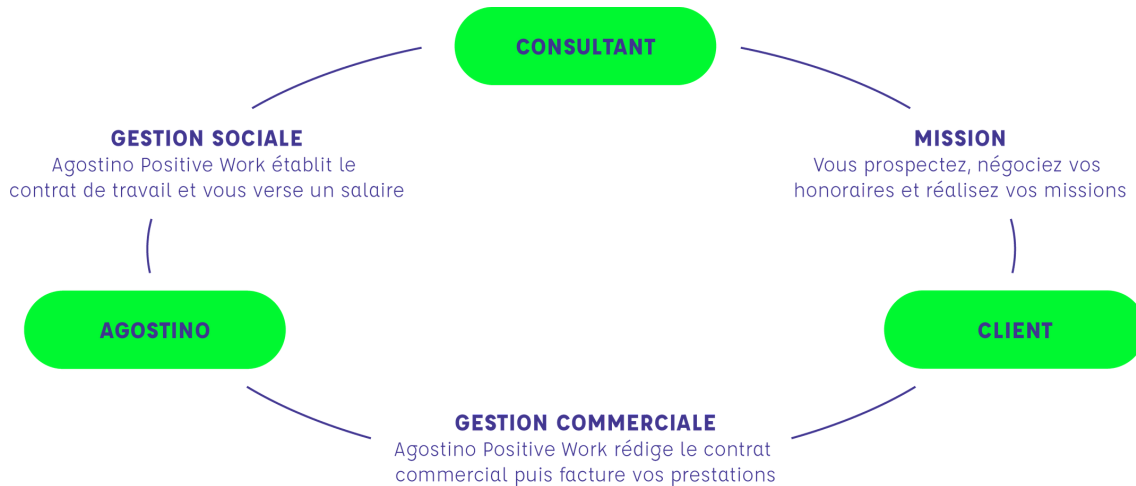 CONSULTANT
GESTION SOCIALE
Agostino Positive Work établit le
contrat de travail et vous verse un salaire
MISSION
Vous prospectez, négociez vos
honoraires et réalisez vos missions
AGOSTINO
CLIENT
GESTION COMMERCIALE
Agostino Positive Work rédige le contrat
commercial puis facture vos prestations